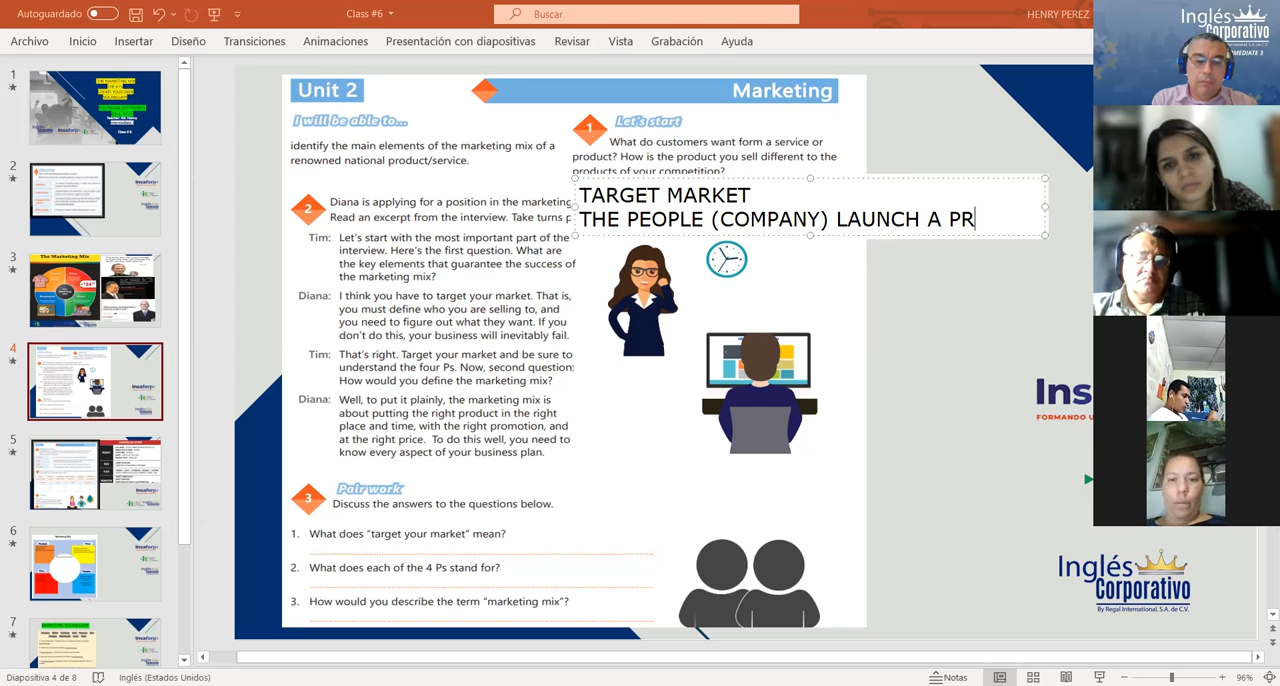 Autoguardado
Class #6
Buscar
HENRY PEREZ
Archivo
Inicio
Insertar
Diseño
Transiciones
Animaciones
Presentación con diapositivas
Revisar
Vista
Grabación
Ayuda
Inglés
Corporativo
1
2
3
4
5
6
7
The Marketing Mix
Unit 2
Marketing
I will be able to...
identify the main elements of the marketing mix of a
renowned national product/service.
1
Let's start
What do customers want form a service or
product? How is the product you sell different to the
products of your competition?
TARGET MARKET
THE PEOPLE (COMPANY) LAUNCH A PR
2
Diana is applying for a position in the marketing
Read an excerpt from the interview. Take turns p
Tim: Let's start with the most important part of the
interview. Here's the first question. What are
the key elements that guarantee the success of
the marketing mix?
Diana: I think you have to target your market. That is,
you must define who you are selling to, and
you need to figure out what they want. If you
don't do this, your business will inevitably fail.
Tim: That's right. Target your market and be sure to
understand the four Ps. Now, second question:
How would you define the marketing mix?
Diana: Well, to put it plainly, the marketing mix is
about putting the right product in the right
place and time, with the right promotion, and
at the right price. To do this well, you need to
know every aspect of your business plan.
3
Pair work
Discuss the answers to the questions below.
1. What does "target your market" mean?
2. What does each of the 4 Ps stand for?
3. How would you describe the term "marketing mix"?
Ins
FORMANDO U
Inglés
Corporativo
By Regal International, S.A. de C.V.
Diapositiva 4 de 8
Inglés (Estados Unidos)
Notas
96%